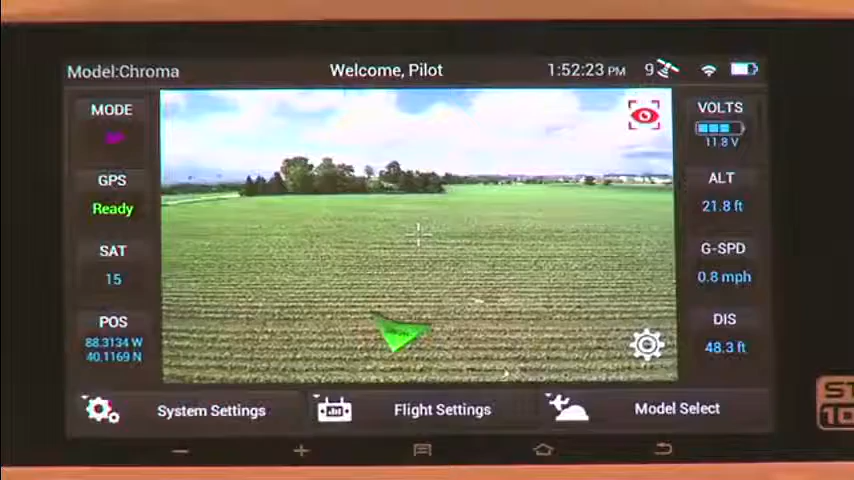 Model:Chroma
Welcome, Pilot
1:52:23 PM
9
MODE
GPS
Ready
SAT
15
POS
88.3134 W
40.1169 N
VOLTS
11.8 V
ALT
21.8 ft
G-SPD
0.8 mph
DIS
48.3 ft
System Settings
Flight Settings
Model Select
ST
10